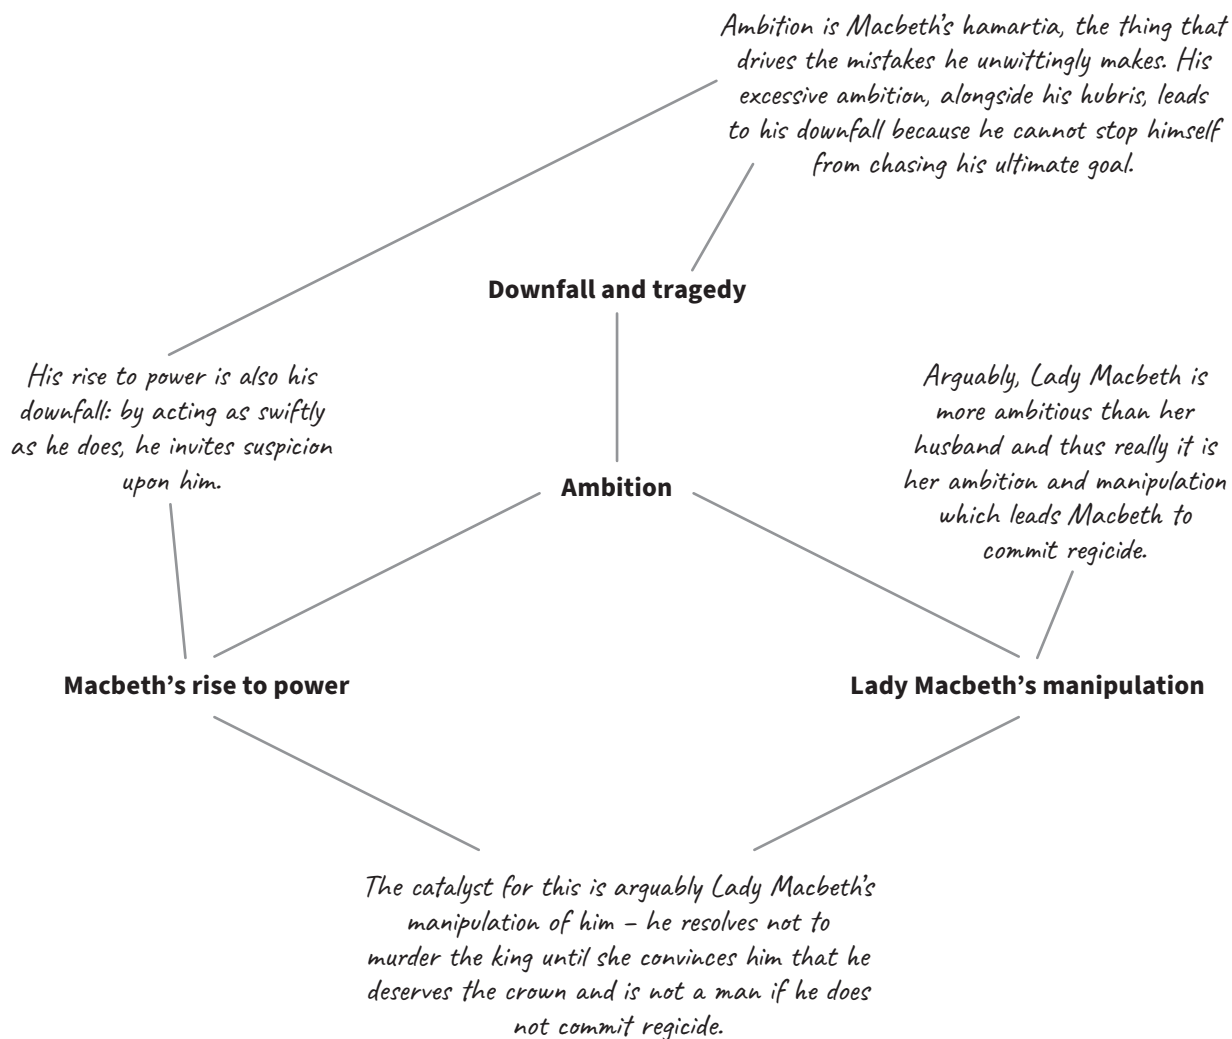 Ambition is Macbeth's hamartia, the thing that
drives the mistakes he unwittingly makes. His
excessive ambition, alongside his hubris, leads
to his downfall because he cannot stop himself
from chasing his ultimate goal.
Downfall and tragedy
His rise to power is also his
downfall: by acting as swiftly
as he does, he invites suspicion
upon him.
Arguably, Lady Macbeth is
more ambitious than her
husband and thus really it is
her ambition and manipulation
which leads Macbeth to
commit regicide.
Ambition
Macbeth’s rise to power
Lady Macbeth’s manipulation
The catalyst for this is arguably Lady Macbeth's
manipulation of him – he resolves not to
murder the king until she convinces him that he
deserves the crown and is not a man if he does
not commit regicide.